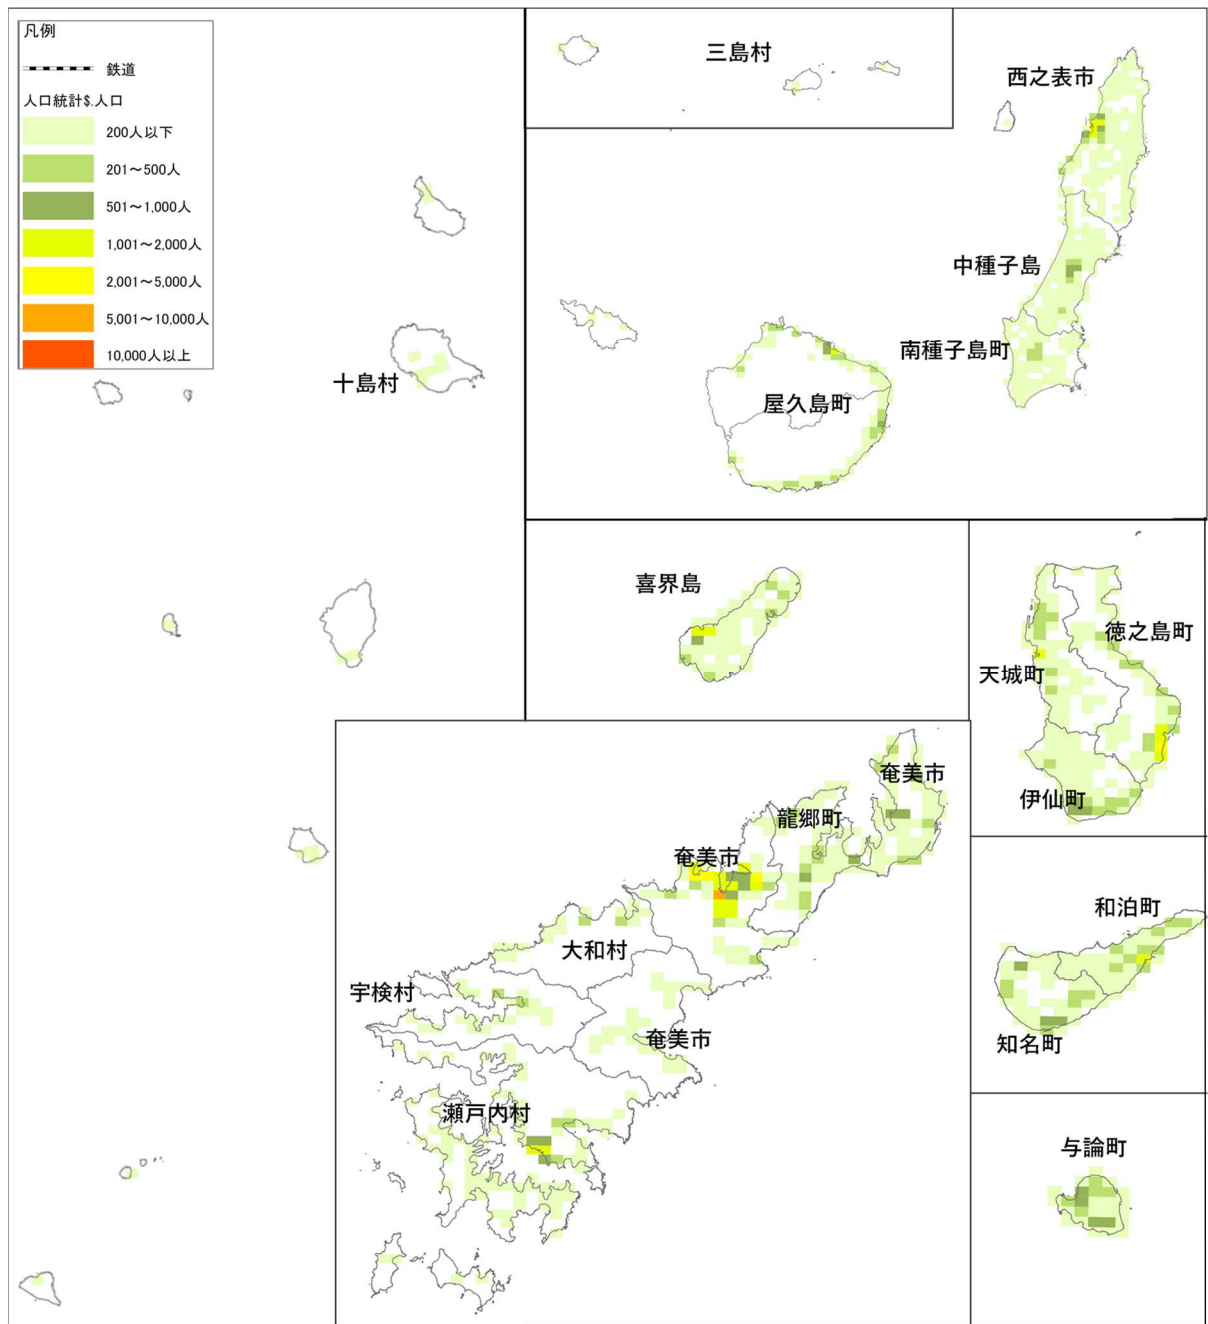 凡例
鉄道
人口統計$.人口
200人以下
201～500人
501～1,000人
1,001～2,000人
2,001～5,000人
5,001～10,000人
10,000人以上
三島村
西之表市
中種子島
南種子島町
十島村
屋久島町
喜界島
徳之島町
天城町
伊仙町
奄美市
龍郷町
奄美市
大和村
宇検村
奄美市
瀬戸内村
和泊町
知名町
与論町